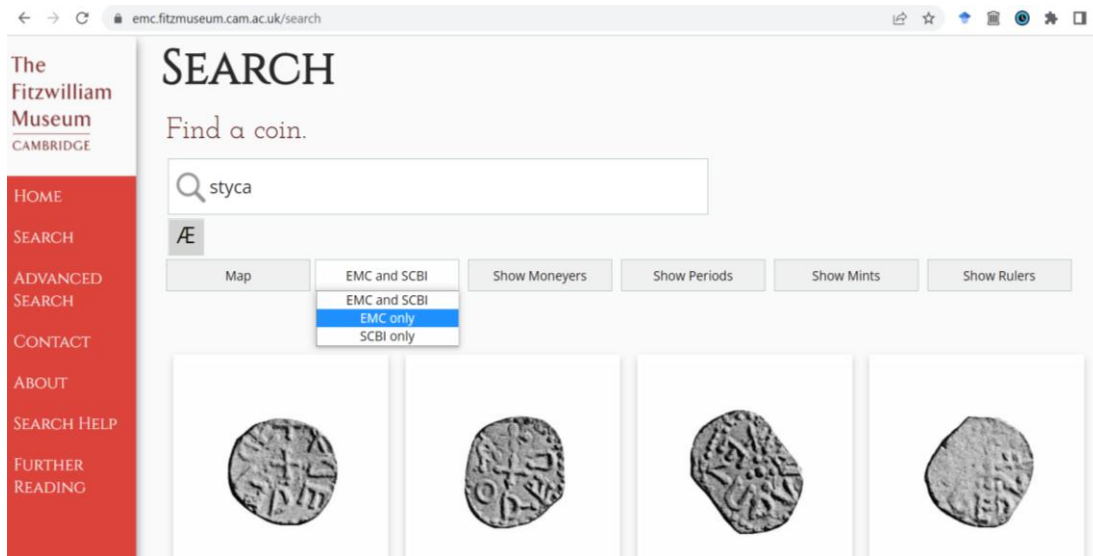 emc.fitzmuseum.cam.ac.uk/search
The
Fitzwilliam
Museum
CAMBRIDGE
HOME
SEARCH
ADVANCED
SEARCH
CONTACT
ABOUT
SEARCH HELP
FURTHER
READING
SEARCH
Find a coin.
styca
Æ
Map EMC and SCBI Show Moneyers Show Periods Show Mints Show Rulers
EMC and SCBI
EMC only
SCBI only